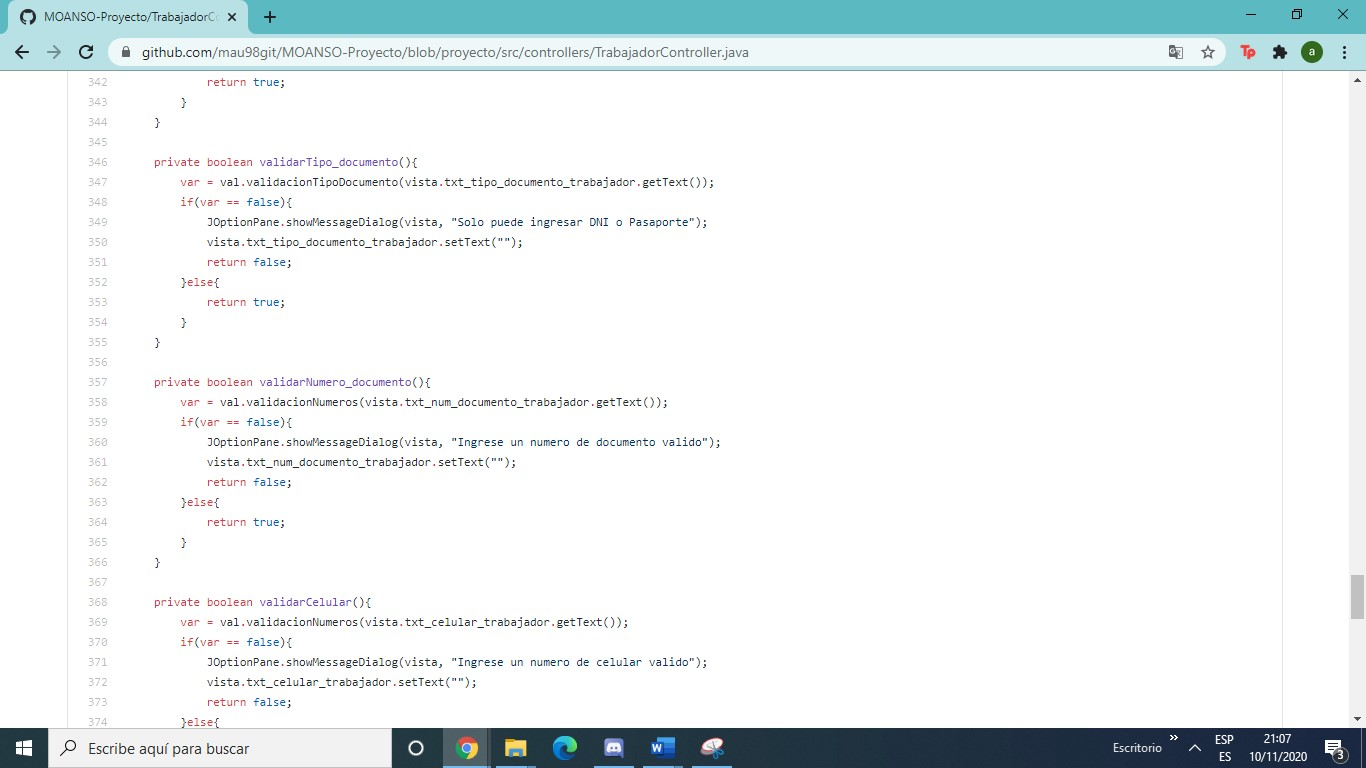 MOANSO-Proyecto/TrabajadorCo
github.com/mau98git/MOANSO-Proyecto/blob/proyecto/src/controllers/TrabajadorController.java
Tp
a
342 return true;
343 }
344 }
345
346 private boolean validarTipo_documento(){
347 var = val.validacionTipoDocumento(vista.txt_tipo_documento_trabajador.getText());
348 if(var == false){
349 JOptionPane.showMessageDialog(vista, "Solo puede ingresar DNI o Pasaporte");
350 vista.txt_tipo_documento_trabajador.setText("");
351 return false;
352 }else{
353 return true;
354 }
355 }
356
357 private boolean validarNumero_documento(){
358 var = val.validacionNumeros(vista.txt_num_documento_trabajador.getText());
359 if(var == false){
360 JOptionPane.showMessageDialog(vista, "Ingrese un numero de documento valido");
361 vista.txt_num_documento_trabajador.setText("");
362 return false;
363 }else{
364 return true;
365 }
366 }
367
368 private boolean validarCelular(){
369 var = val.validacionNumeros(vista.txt_celular_trabajador.getText());
370 if(var == false){
371 JOptionPane.showMessageDialog(vista, "Ingrese un numero de celular valido");
372 vista.txt_celular_trabajador.setText("");
373 return false;
374 }else{
Escribe aquí para buscar
Escritorio
ESP
ES
21:07
10/11/2020
3